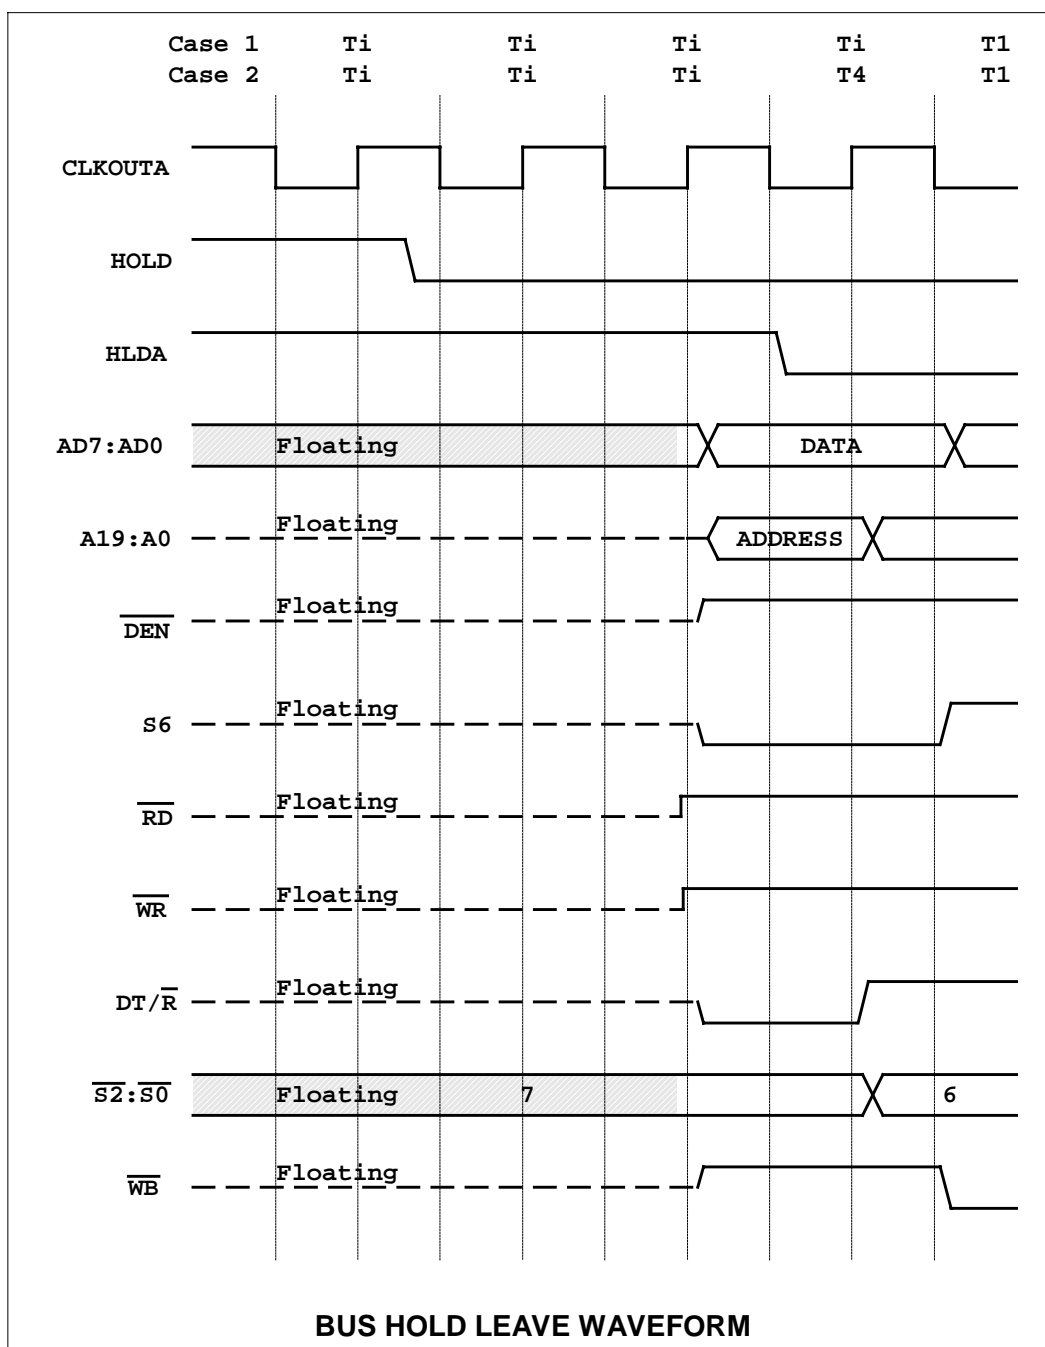 Case 1 Ti Ti Ti Ti T1
Case 2 Ti Ti Ti T4 T1
CLKOUTA
HOLD
HLDA
AD7:AD0 Floating DATA
A19:A0 Floating ADDRESS
DEN Floating
S6 Floating
RD Floating
WR Floating
DT/R Floating
S2:S0 Floating 7 6
WB Floating
BUS HOLD LEAVE WAVEFORM